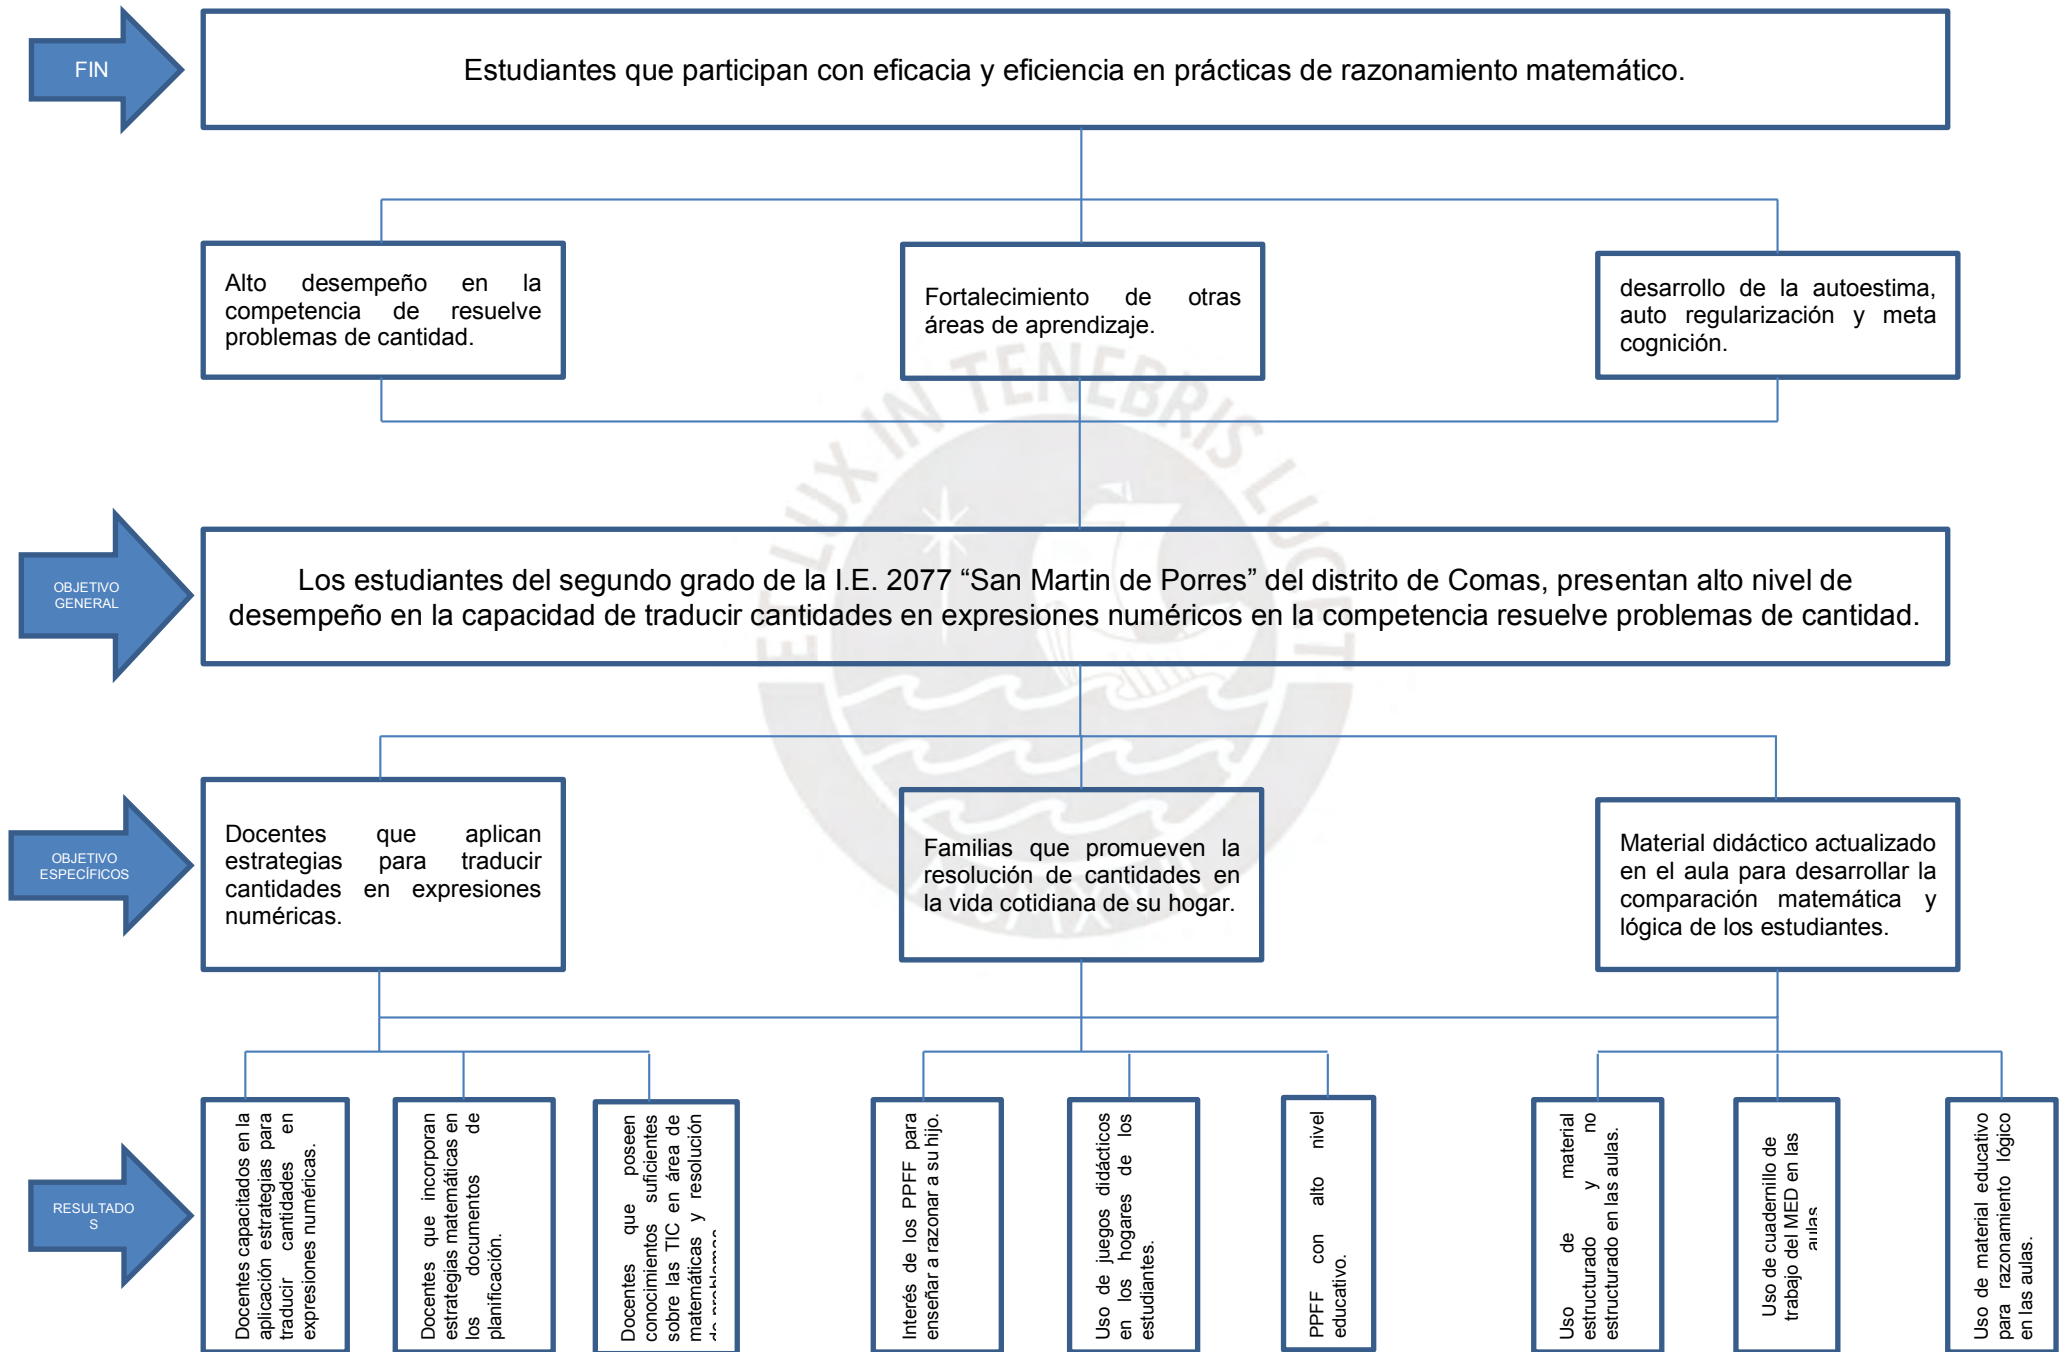 FIN
Estudiantes que participan con eficacia y eficiencia en prácticas de razonamiento matemático.
Alto desempeño en la
competencia de resuelve
problemas de cantidad.
Fortalecimiento de otras
áreas de aprendizaje.
desarrollo de la autoestima,
auto regularización y meta
cognición.
ET LUX IN TENEBRIS LUCET
OBJETIVO
GENERAL
Los estudiantes del segundo grado de la I.E. 2077 “San Martin de Porres” del distrito de Comas, presentan alto nivel de
desempeño en la capacidad de traducir cantidades en expresiones numéricos en la competencia resuelve problemas de cantidad.
OBJETIVO
ESPECÍFICOS
Docentes que aplican
estrategias para traducir
cantidades en expresiones
numéricas.
Familias que promueven la
resolución de cantidades en
la vida cotidiana de su hogar.
Material didáctico actualizado
en el aula para desarrollar la
comparación matemática y
lógica de los estudiantes.
RESULTADO
S
Docentes capacitados en la
aplicación estrategias para
traducir cantidades en
expresiones numéricas.
Docentes que incorporan
estrategias matemáticas en
los documentos de
planificación.
Docentes que poseen
conocimientos suficientes
sobre las TIC en área de
matemáticas y resolución
de problemas
Interés de los PPFF para
enseñar a razonar a su hijo.
Uso de juegos didácticos
en los hogares de los
estudiantes.
PPFF con alto nivel
educativo.
Uso de material
estructurado y no
estructurado en las aulas.
Uso de cuadernillo de
trabajo del MED en las
aulas
Uso de material educativo
para razonamiento lógico
en las aulas.